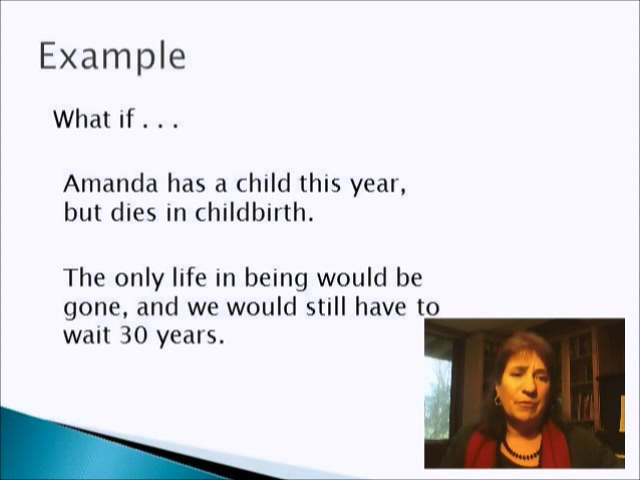 Example
What if . . .
Amanda has a child this year,
but dies in childbirth.
The only life in being would be
gone, and we would still have to
wait 30 years.